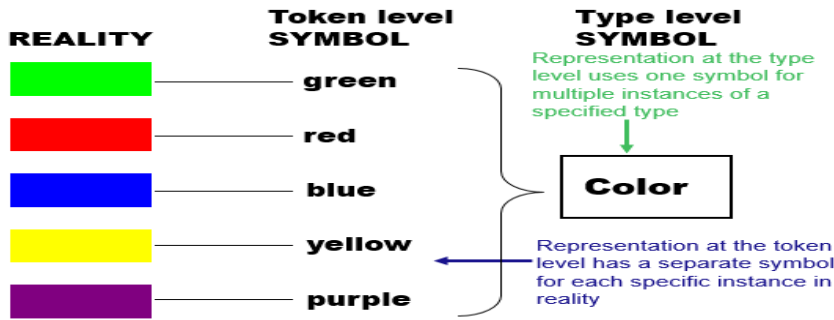 REALITY
Token level
SYMBOL
Type level
SYMBOL
Representation at the type
level uses one symbol for
multiple instances of a
specified type
green
red
blue
yellow
purple
Color
Representation at the token
level has a separate symbol
for each specific instance in
reality